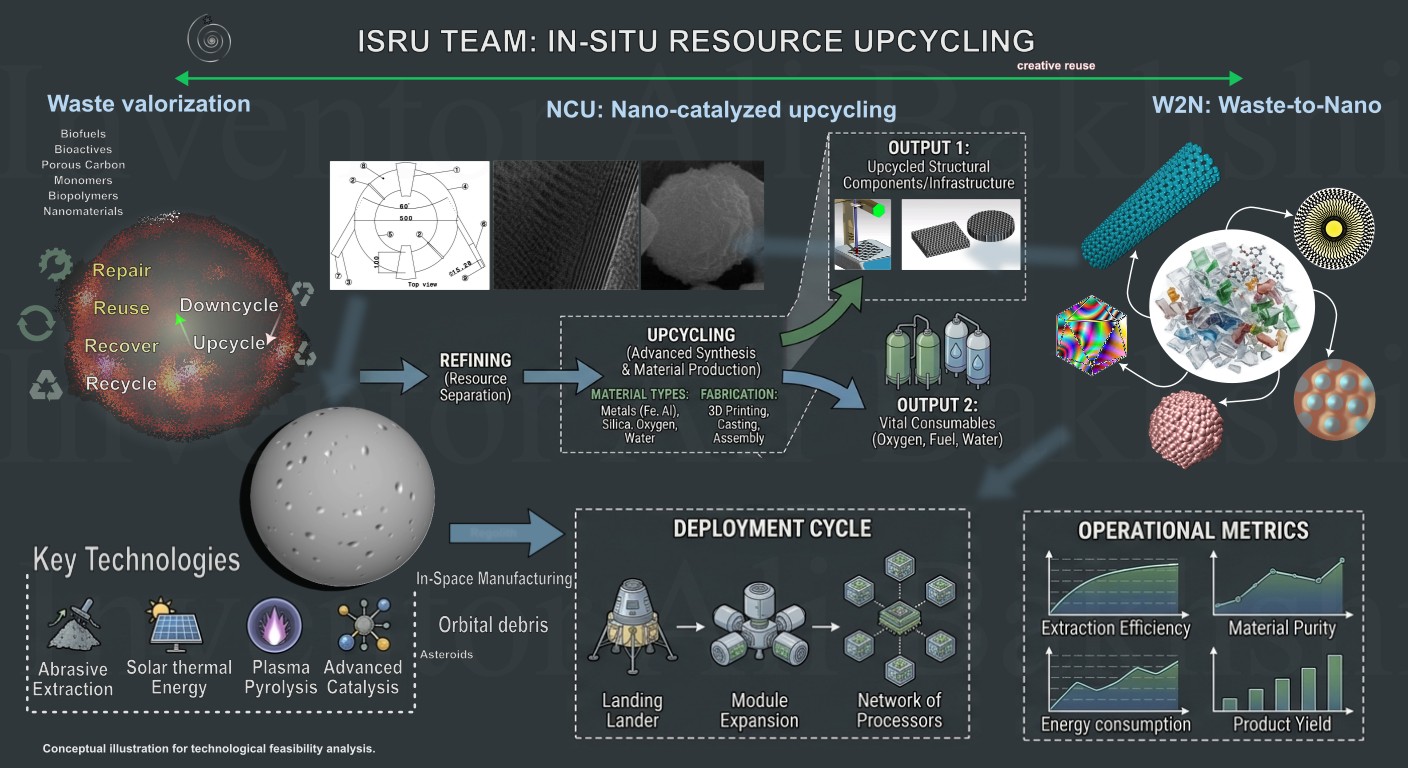 ISRU TEAM: IN-SITU RESOURCE UPCYCLING
creative reuse
Waste valorization
NCU: Nano-catalyzed upcycling
W2N: Waste-to-Nano
Biofuels
Bioactives
Porous Carbon
Monomers
Biopolymers
Nanomaterials
Repair
Reuse
Recover
Recycle
Downcycle
Upcycle
60°
500
100
Top view
OUTPUT 1:
Upcycled Structural
Components/Infrastructure
REFINING
(Resource
Separation)
UPCYCLING
(Advanced Synthesis
& Material Production)
MATERIAL TYPES:
Metals (Fe. Al),
Silica. Oxygen,
Water
FABRICATION:
3D Printing,
Casting,
Assembly
OUTPUT 2:
Vital Consumables
(Oxygen, Fuel, Water)
Key Technologies
Abrasive
Extraction
Solar thermal
Energy
Plasma
Pyrolysis
Advanced
Catalysis
In-Space Manufacturing
Orbital debris
Asteroids
DEPLOYMENT CYCLE
Landing
Lander
Module
Expansion
Network of
Processors
OPERATIONAL METRICS
Extraction Efficiency
Material Purity
Energy consumption
Product Yield
Conceptual illustration for technological feasibility analysis.
Inventor Ali Bakhshi